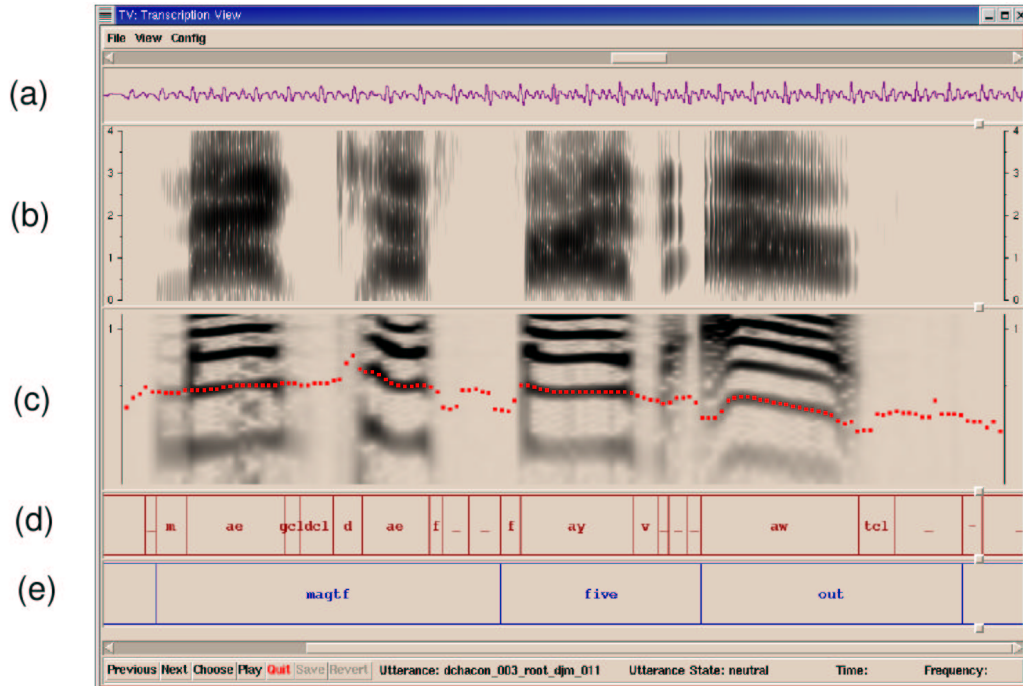 TV: Transcription View
File View Config
(a)
4 4
3 3
(b)
2 2
1 1
0 0
1 1
(c)
(d) _ m ae gcl dcl d ae f _ _ f ay v _ _ _ aw tcl _ - _
(e) magtf five out
Previous Next Choose Play Quit Save Revert Utterance: dchacon_003_root_djm_011 Utterance State: neutral Time: Frequency: